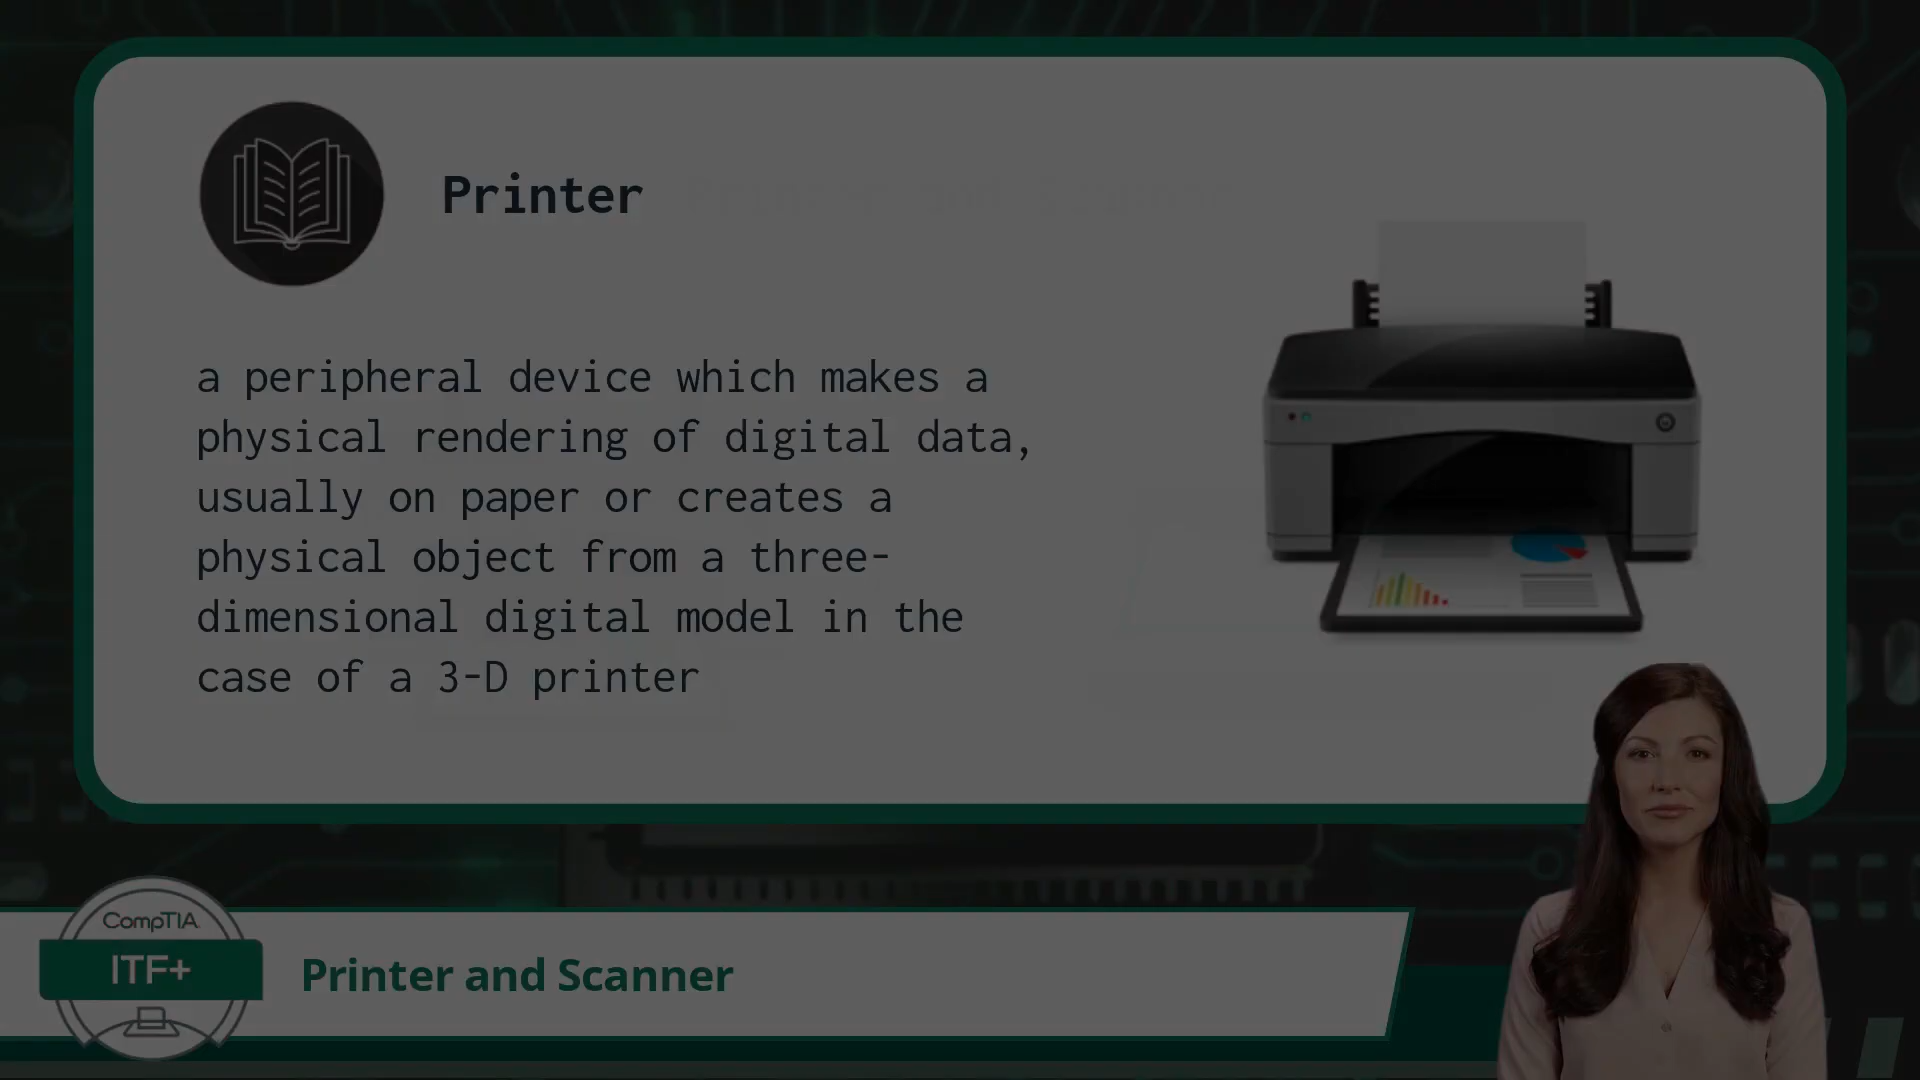 Printer
a peripheral device which makes a
physical rendering of digital data,
usually on paper or creates a
physical object from a three-
dimensional digital model in the
case of a 3-D printer
CompTIA
ITF+
Printer and Scanner